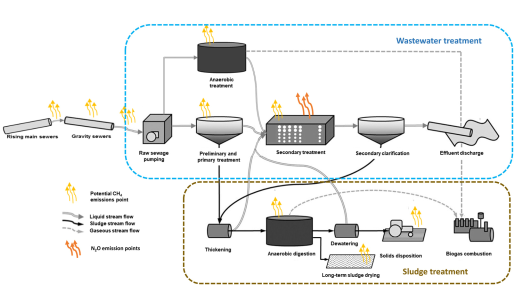 Wastewater treatment
Anaerobic
treatment
Rising main sewers
Gravity sewers
Raw sewage
pumping
Preliminary and
primary treatment
Secondary treatment
Secondary clarification
Effluent discharge
Potential CH₄
emissions point
Liquid stream flow
Sludge stream flow
Gaseous stream flow
N₂O emission points
Thickening
Anaerobic digestion
Dewatering
Solids disposition
Biogas combustion
Long-term sludge drying
Sludge treatment